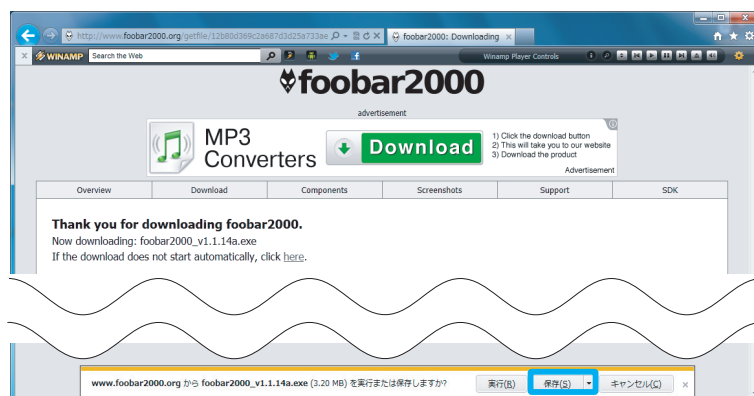 http://www.foobar2000.org/getfile/12b80d369c2a687d3d25a733ae
foobar2000: Downloading
WINAMP
Search the Web
Winamp Player Controls
foobar2000
advertisement
MP3
Converters
Download
1) Click the download button
2) This will take you to our website
3) Download the product
Advertisement
Overview Download Components Screenshots Support SDK
Thank you for downloading foobar2000.
Now downloading: foobar2000_v1.1.14a.exe
If the download does not start automatically, click here.
www.foobar2000.org から foobar2000_v1.1.14a.exe (3.20 MB) を実行または保存しますか?
実行(R) 保存(S) キャンセル(C)